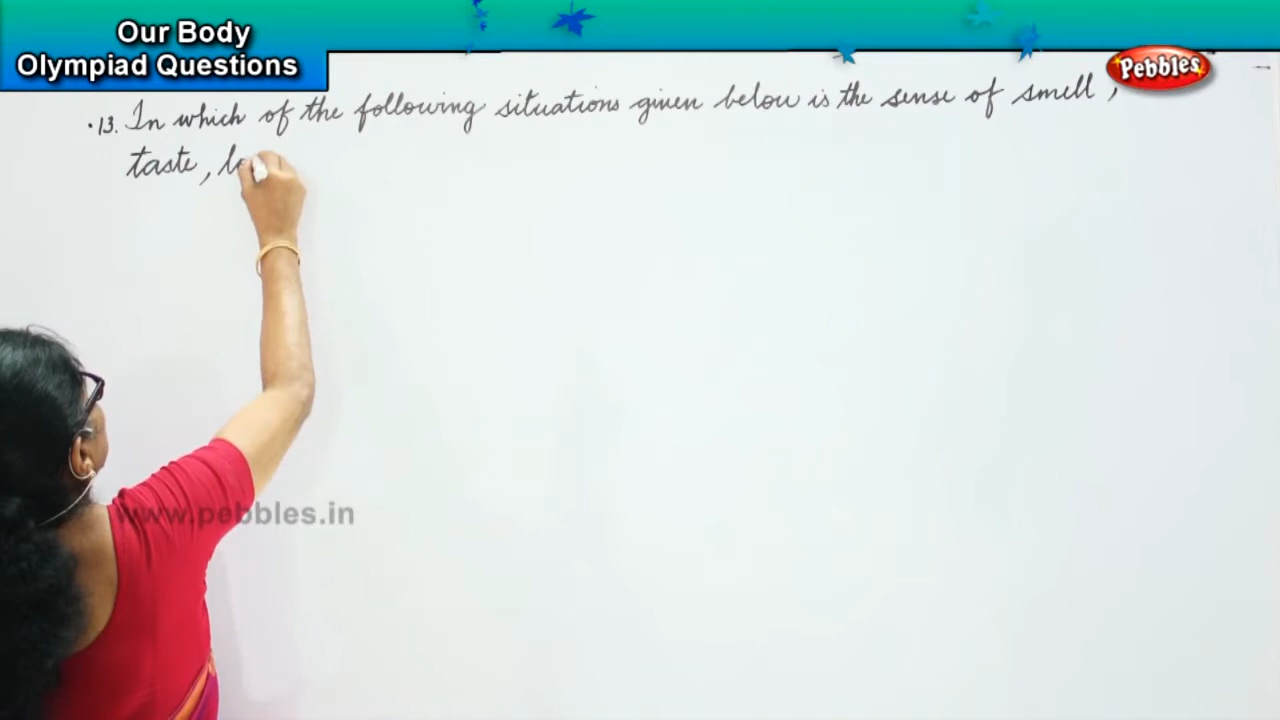 Our Body
Olympiad Questions
Pebbles
.13. In which of the following situations given below is the sense of smell,
taste,
www.pebbles.in